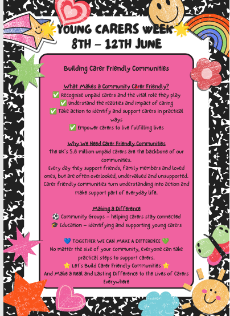 YOUNG CARERS WEEK
8TH - 12TH JUNE
Building Carer Friendly Communities
What Makes a Community Carer Friendly?
✅ Recognise unpaid carers and the vital role they play
✅ Understand the realities and impact of caring
✅ Take action to identify and support carers in practical
ways
✅ Empower carers to live fulfilling lives
Why We Need Carer Friendly Communities
The UK's 5.8 million unpaid carers are the backbone of our
communities.
Every day they support friends, family members and loved
ones, but are often overlooked, undervalued and unsupported.
Carer friendly communities turn understanding into action and
make support part of everyday life.
Making a Difference
⚽ Community Groups – helping carers stay connected
🎓 Education – identifying and supporting young carers
💙 TOGETHER WE CAN MAKE A DIFFERENCE 💚
No matter the size of your community, everyone can take
practical steps to support carers.
⭐ Let's Build Carer Friendly Communities ⭐
And Make a Real and Lasting Difference to the Lives of Carers
Everywhere